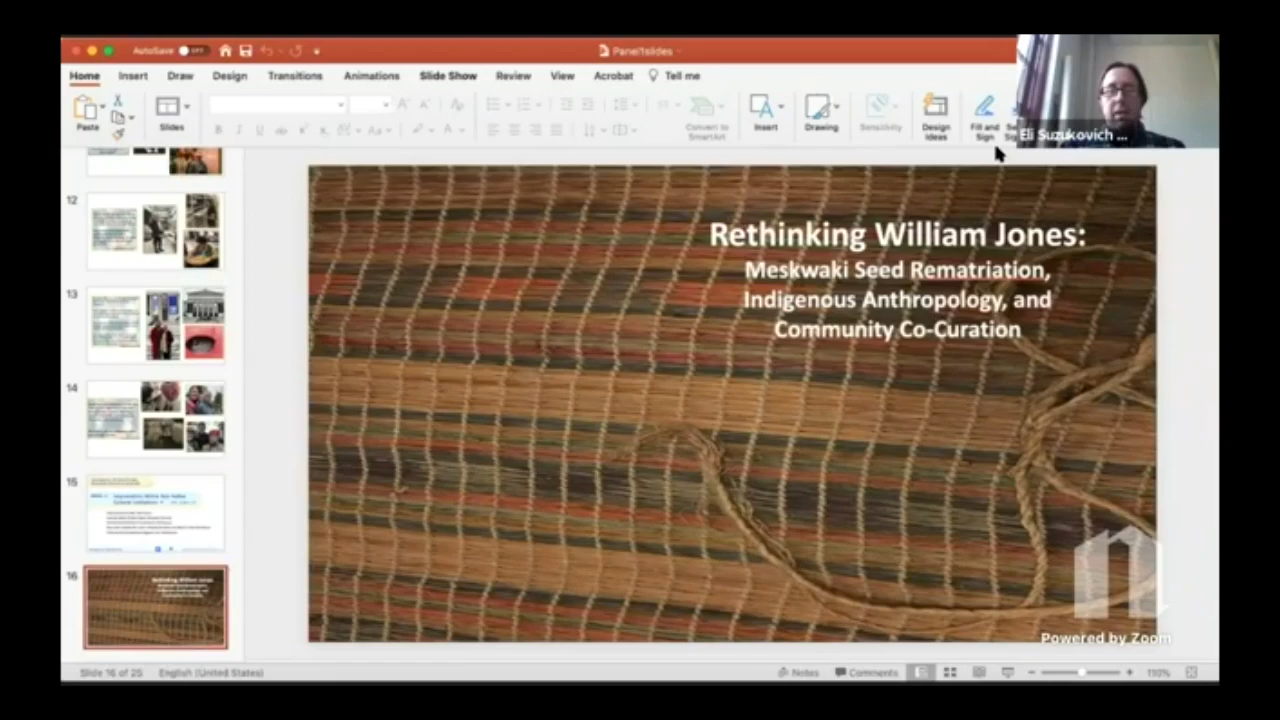 AutoSave OFF
Panel1slides
Home Insert Draw Design Transitions Animations Slide Show Review View Acrobat Tell me
Paste
Slides
Convert to
SmartArt
Insert
Drawing
Sensitivity
Design
Ideas
Fill and
Sign
Eli Suzukovich ...
12
13
14
15
16
Rethinking William Jones:
Meskwaki Seed Rematriation,
Indigenous Anthropology, and
Community Co-Curation
Powered by Zoom
Slide 16 of 25 English (United States) Notes Comments 110%